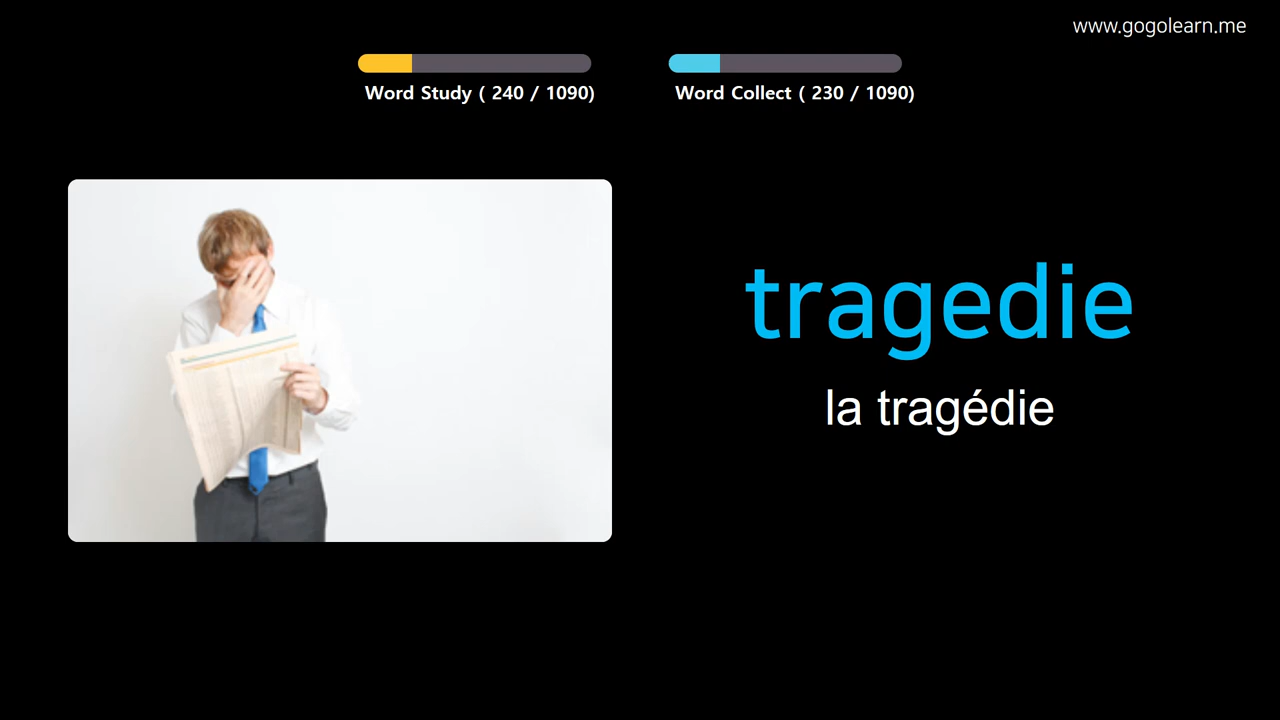 www.gogolearn.me
Word Study ( 240 / 1090)
Word Collect ( 230 / 1090)
tragedie
la tragédie